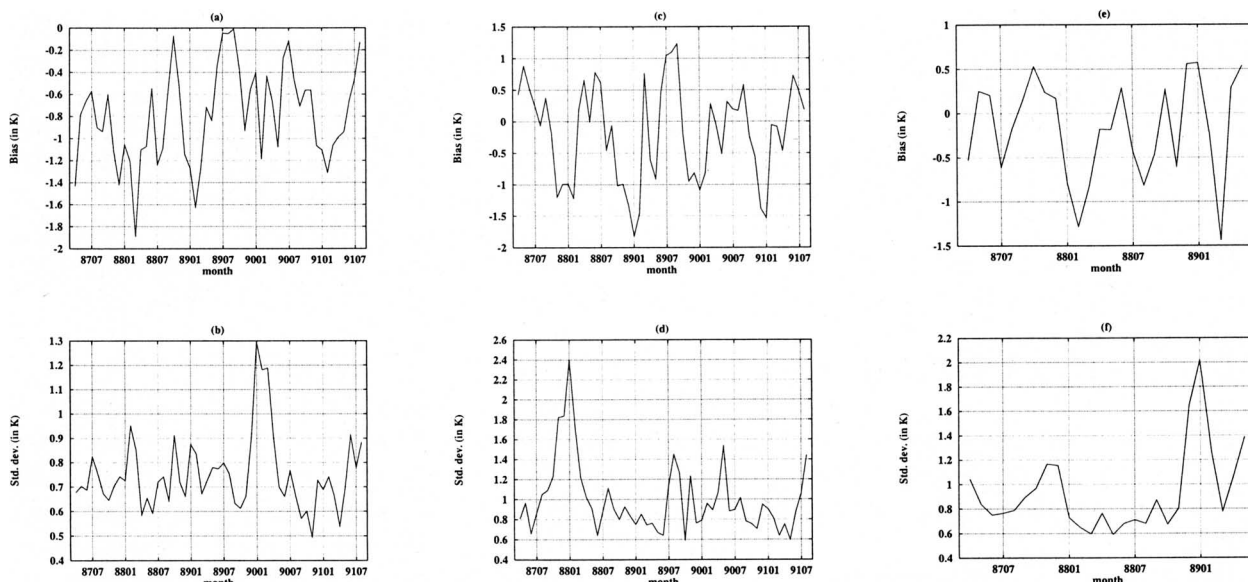 (a)
0
-0.2
-0.4
-0.6
-0.8
-1
-1.2
-1.4
-1.6
-1.8
-2
Bias (in K)
8707 8801 8807 8901 8907 9001 9007 9101 9107
month
(c)
1.5
1
0.5
0
-0.5
-1
-1.5
-2
Bias (in K)
8707 8801 8807 8901 8907 9001 9007 9101 9107
month
(e)
1
0.5
0
-0.5
-1
-1.5
Bias (in K)
8707 8801 8807 8901
month
(b)
1.3
1.2
1.1
1
0.9
0.8
0.7
0.6
0.5
0.4
Std. dev. (in K)
8707 8801 8807 8901 8907 9001 9007 9101 9107
month
(d)
2.6
2.4
2.2
2
1.8
1.6
1.4
1.2
1
0.8
0.6
0.4
Std. dev. (in K)
8707 8801 8807 8901 8907 9001 9007 9101 9107
month
(f)
2.2
2
1.8
1.6
1.4
1.2
1
0.8
0.6
0.4
Std. dev. (in K)
8707 8801 8807 8901
month